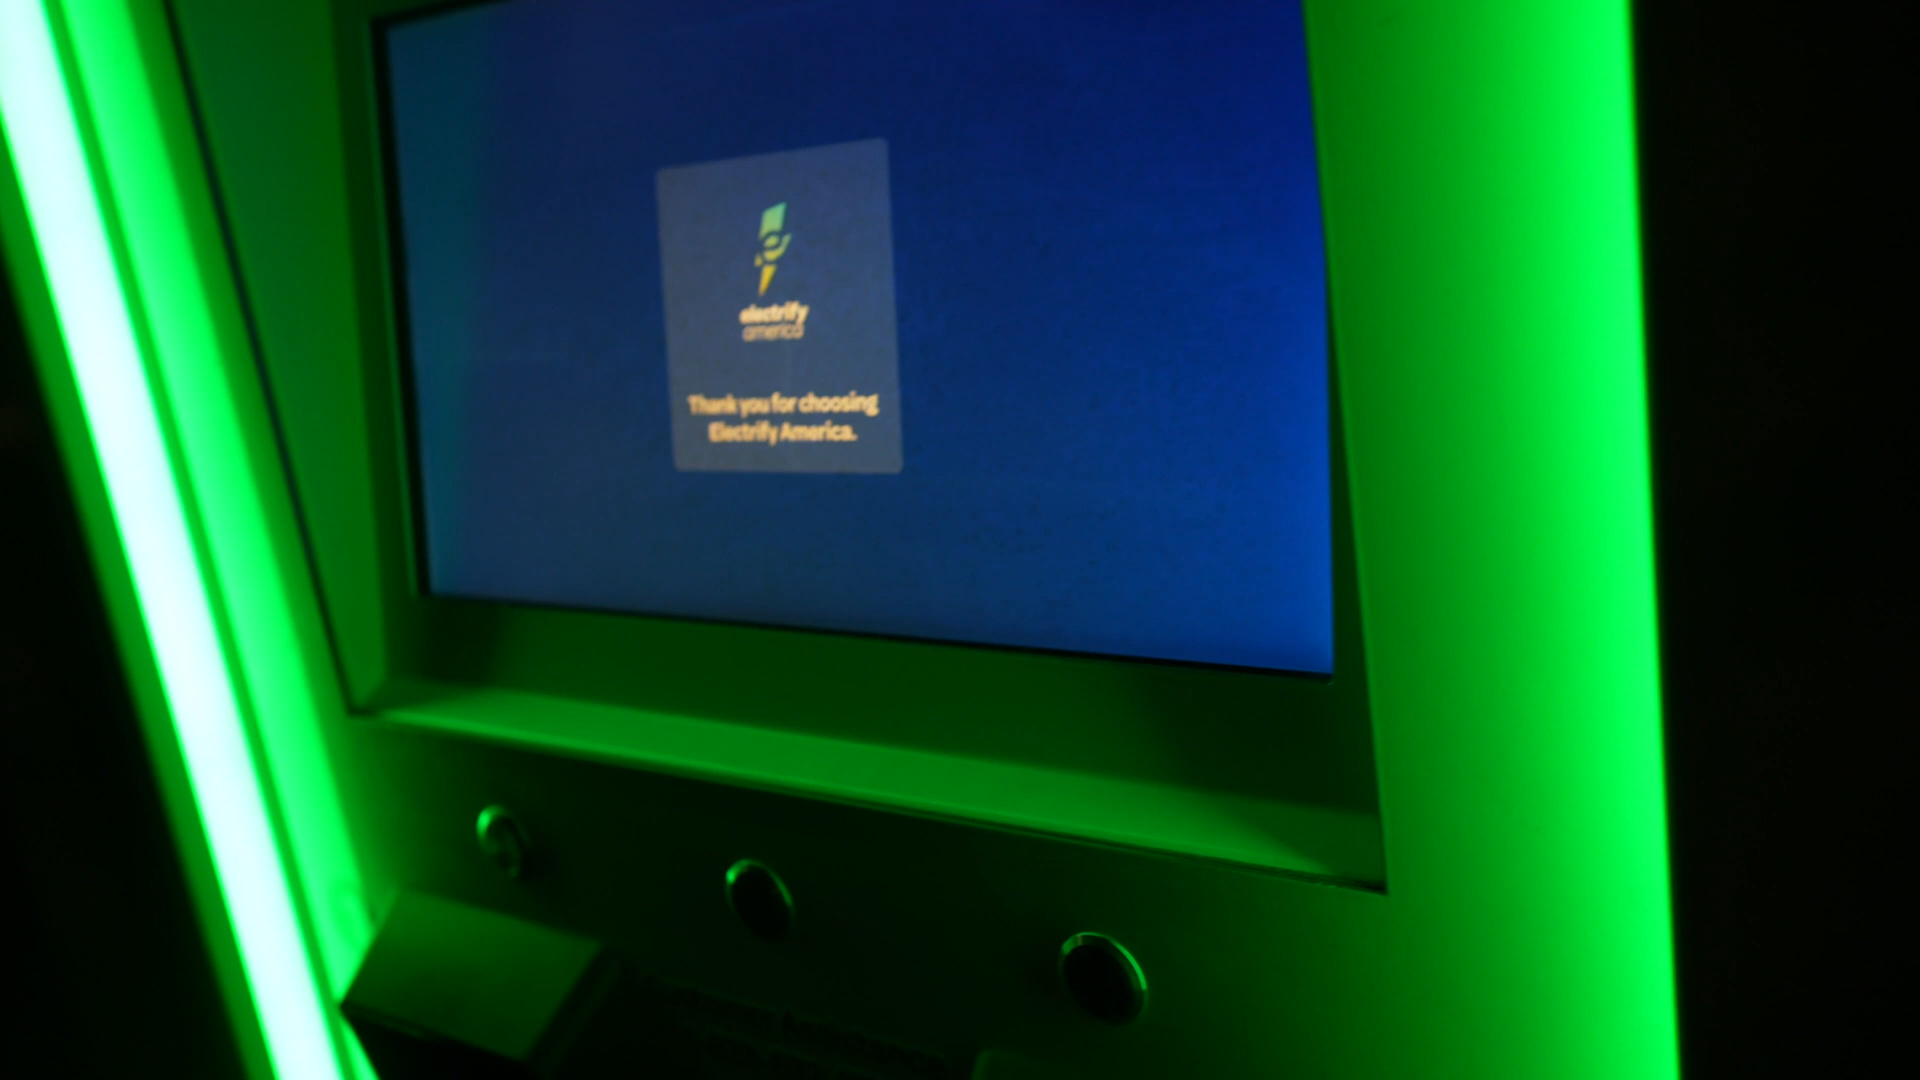 electrify
america
Thank you for choosing
Electrify America.